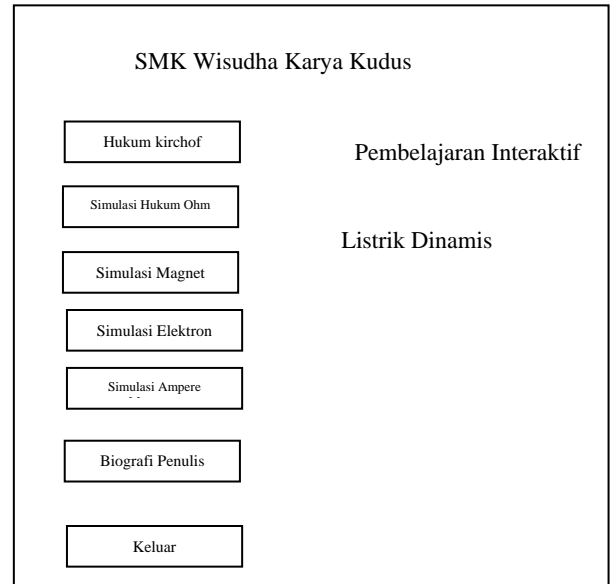 SMK Wisudha Karya Kudus
Hukum kirchof
Pembelajaran Interaktif
Simulasi Hukum Ohm
Listrik Dinamis
Simulasi Magnet
Simulasi Elektron
Simulasi Ampere
Biografi Penulis
Keluar